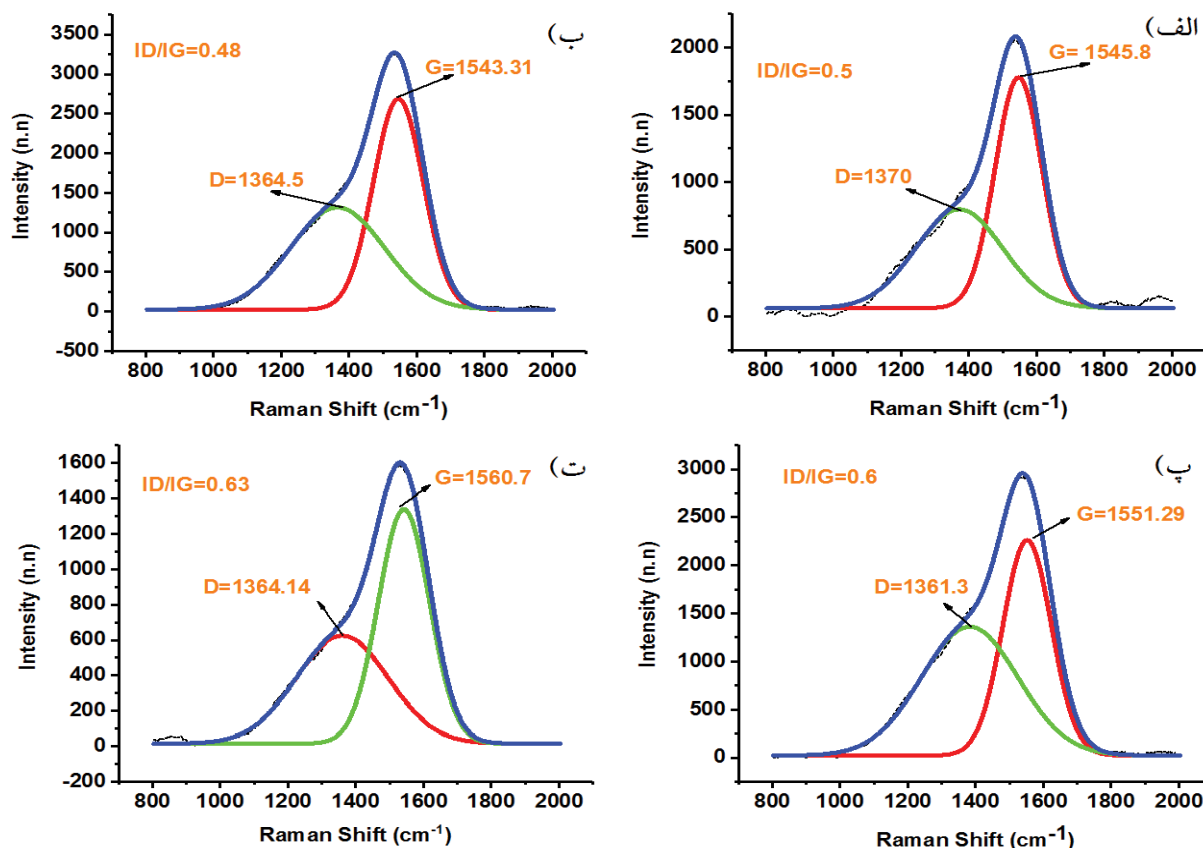 الف)
ID/IG=0.5
G= 1545.8
D=1370
Intensity (n.n)
2000
1500
1000
500
0
800 1000 1200 1400 1600 1800 2000
Raman Shift (cm⁻¹)
ب)
ID/IG=0.48
G=1543.31
D=1364.5
Intensity (n.n)
3500
3000
2500
2000
1500
1000
500
0
-500
800 1000 1200 1400 1600 1800 2000
Raman Shift (cm⁻¹)
پ)
ID/IG=0.6
G=1551.29
D=1361.3
Intensity (n.n)
3000
2500
2000
1500
1000
500
0
800 1000 1200 1400 1600 1800 2000
Raman Shift (cm⁻¹)
ت)
ID/IG=0.63
G=1560.7
D=1364.14
Intensity (n.n)
1600
1400
1200
1000
800
600
400
200
0
-200
800 1000 1200 1400 1600 1800 2000
Raman Shift (cm⁻¹)